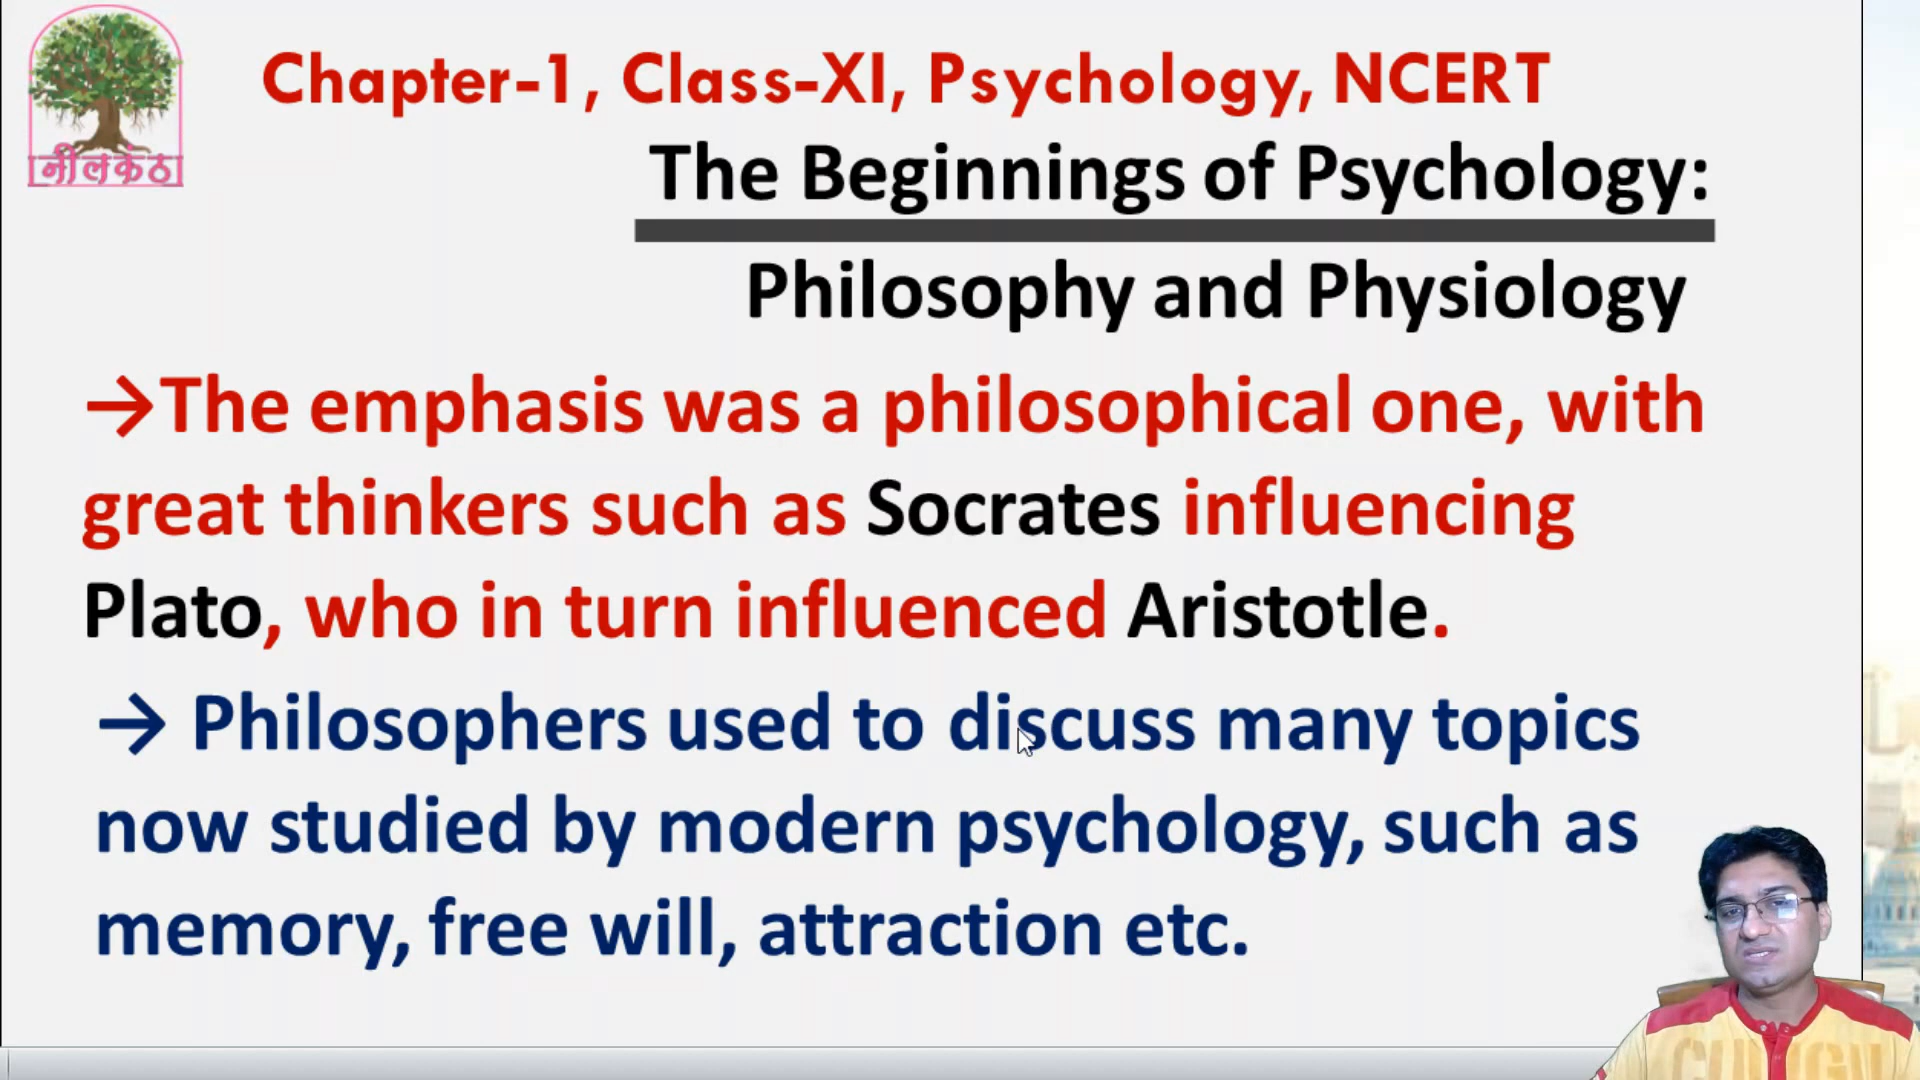 नीलकंठ
Chapter-1, Class-XI, Psychology, NCERT
The Beginnings of Psychology:
Philosophy and Physiology
→The emphasis was a philosophical one, with
great thinkers such as Socrates influencing
Plato, who in turn influenced Aristotle.
→ Philosophers used to discuss many topics
now studied by modern psychology, such as
memory, free will, attraction etc.